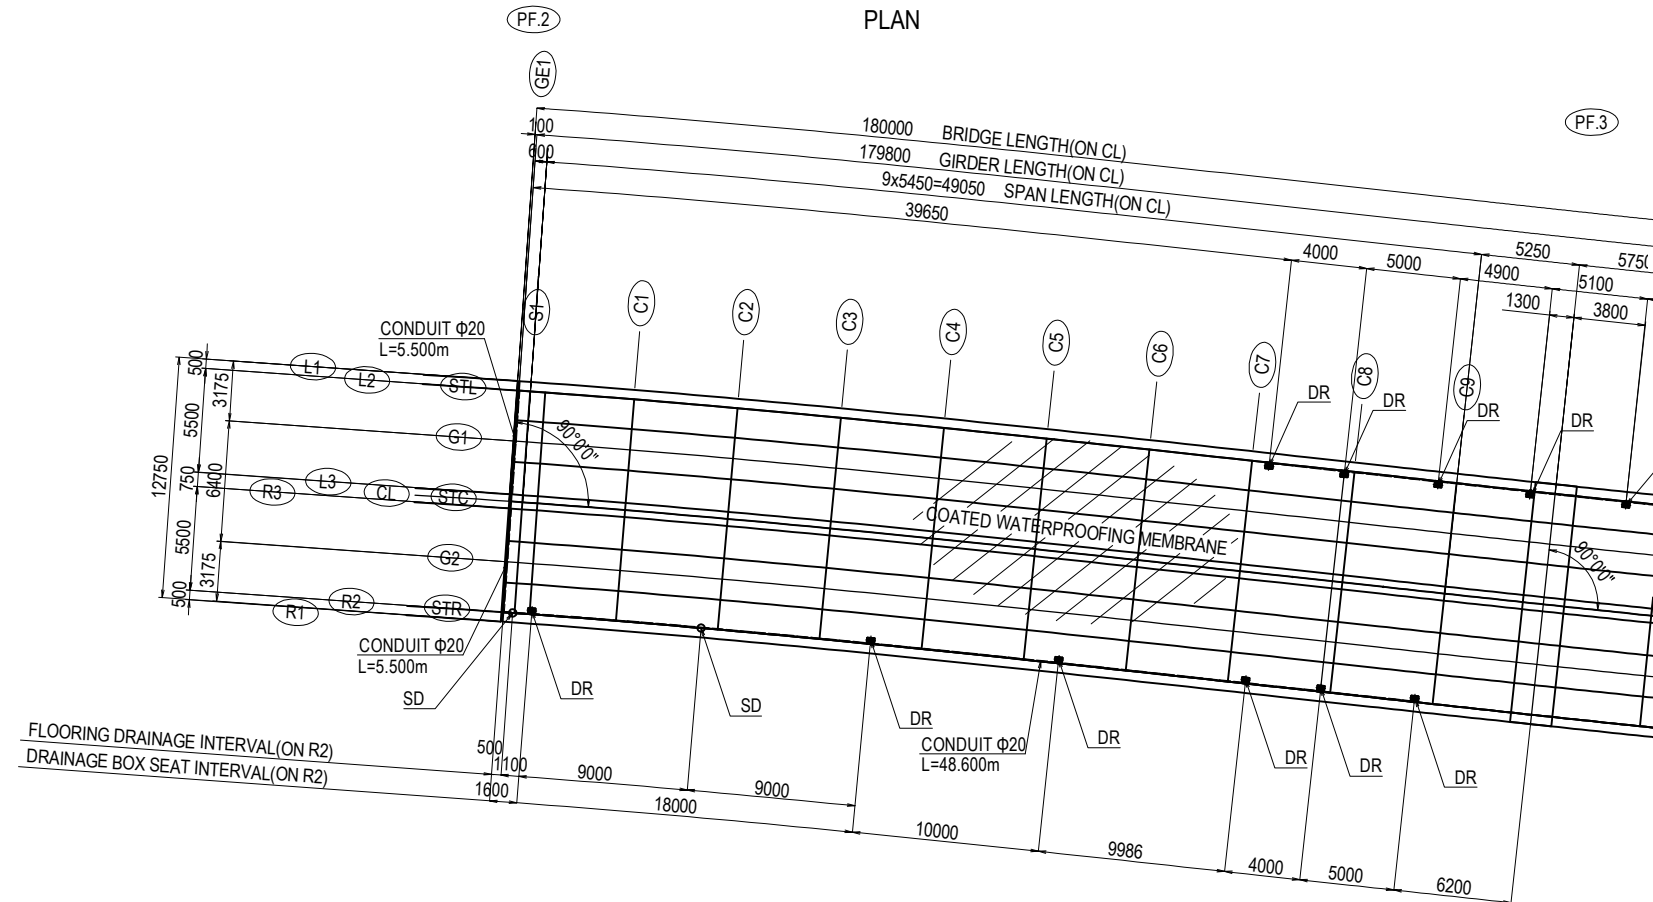 PF.2
PLAN
GE1
PF.3
100
180000 BRIDGE LENGTH(ON CL)
600
179800 GIRDER LENGTH(ON CL)
9x5450=49050 SPAN LENGTH(ON CL)
39650
4000
5000
5250
4900
1300
5100
3800
S1
C1
C2
C3
C4
C5
C6
C7
C8
C9
CONDUIT Φ20
L=5.500m
DR
DR
DR
DR
500
3175
5500
12750
750
6400
5500
3175
500
L1
L2
STL
G1
90°0'0"
R3
L3
CL
STC
COATED WATERPROOFING MEMBRANE
90°0'0"
G2
R1
R2
STR
CONDUIT Φ20
L=5.500m
SD
DR
SD
DR
CONDUIT Φ20
L=48.600m
DR
DR
DR
DR
FLOORING DRAINAGE INTERVAL(ON R2)
500
1100
9000
9000
DRAINAGE BOX SEAT INTERVAL(ON R2)
1600
18000
10000
9986
4000
5000
6200